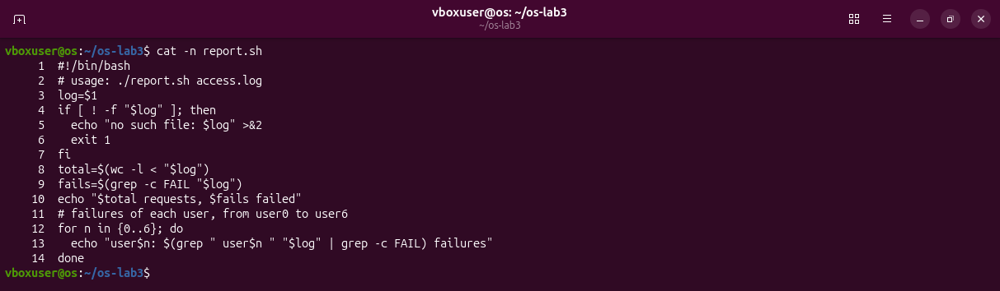 vboxuser@os: ~/os-lab3
~/os-lab3
vboxuser@os:~/os-lab3$ cat -n report.sh
     1  #!/bin/bash
     2  # usage: ./report.sh access.log
     3  log=$1
     4  if [ ! -f "$log" ]; then
     5    echo "no such file: $log" >&2
     6    exit 1
     7  fi
     8  total=$(wc -l < "$log")
     9  fails=$(grep -c FAIL "$log")
    10  echo "$total requests, $fails failed"
    11  # failures of each user, from user0 to user6
    12  for n in {0..6}; do
    13    echo "user$n: $(grep " user$n " "$log" | grep -c FAIL) failures"
    14  done
vboxuser@os:~/os-lab3$